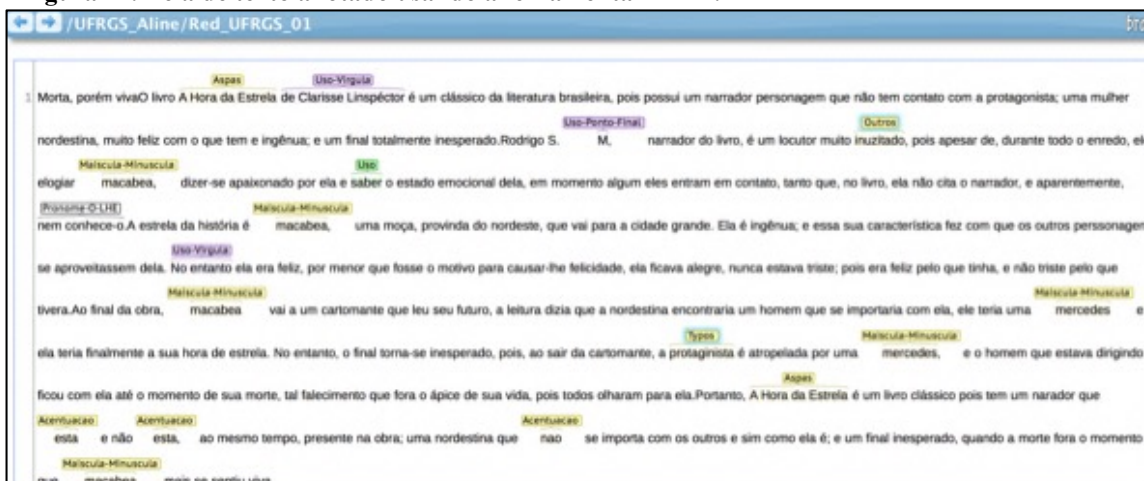 /UFRGS_Aline/Red_UFRGS_01
Aspas Uso-Virgula
1 Morta, porém vivaO livro A Hora da Estrela de Clarisse Linspéctor é um clássico da literatura brasileira, pois possui um narrador personagem que não tem contato com a protagonista; uma mulher
Uso-Ponto-Final Outros
nordestina, muito feliz com o que tem e ingênua; e um final totalmente inesperado.Rodrigo S. M, narrador do livro, é um locutor muito inuzitado, pois apesar de, durante todo o enredo,
Maiscula-Minuscula Uso
elogiar macabea, dizer-se apaixonado por ela e saber o estado emocional dela, em momento algum eles entram em contato, tanto que, no livro, ela não cita o narrador, e aparentemente,
Pronome-O-LHE Maiscula-Minuscula
nem conhece-o.A estrela da história é macabea, uma moça, provinda do nordeste, que vai para a cidade grande. Ela é ingênua; e essa sua característica fez com que os outros perssonagen
Uso-Virgula
se aproveitassem dela. No entanto ela era feliz, por menor que fosse o motivo para causar-lhe felicidade, ela ficava alegre, nunca estava triste; pois era feliz pelo que tinha, e não triste pelo que
Maiscula-Minuscula Maiscula-Minuscula
tivera.Ao final da obra, macabea vai a um cartomante que leu seu futuro, a leitura dizia que a nordestina encontraria um homem que se importaria com ela, ele teria uma mercedes e
Typos Maiscula-Minuscula
ela teria finalmente a sua hora de estrela. No entanto, o final torna-se inesperado, pois, ao sair da cartomante, a protaginista é atropelada por uma mercedes, e o homem que estava dirigindo
Aspas
ficou com ela até o momento de sua morte, tal falecimento que fora o ápice de sua vida, pois todos olharam para ela.Portanto, A Hora da Estrela é um livro clássico pois tem um narador que
Acentuacao Acentuacao Acentuacao
esta e não esta, ao mesmo tempo, presente na obra; uma nordestina que nao se importa com os outros e sim como ela é; e um final inesperado, quando a morte fora o momento
Maiscula-Minuscula
que macabea mais se sentiu viva